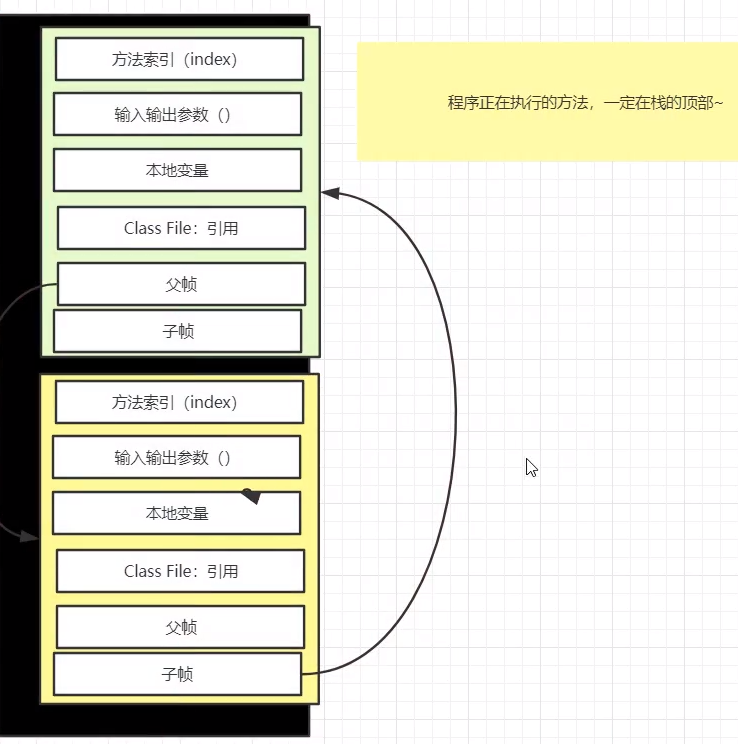 方法索引（index）
输入输出参数（）
本地变量
Class File：引用
父帧
子帧
程序正在执行的方法，一定在栈的顶部~
方法索引（index）
输入输出参数（）
本地变量
Class File：引用
父帧
子帧